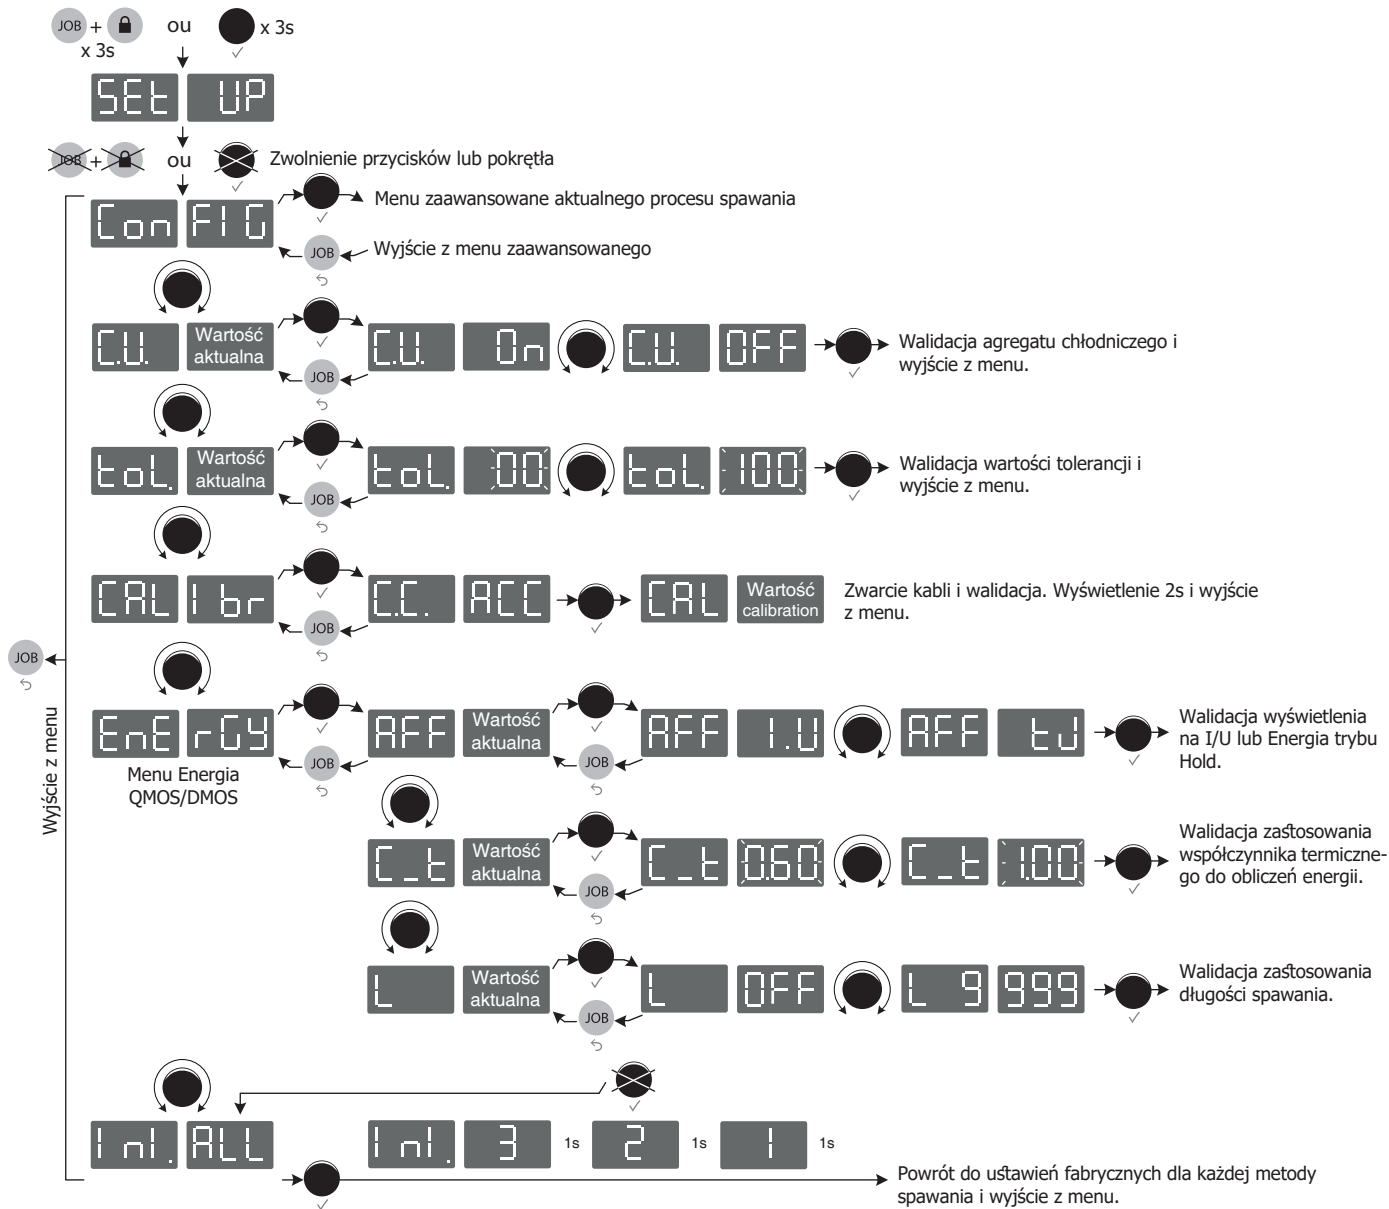 JOB + ou x 3s
x 3s
SEt UP
JOB + ou Zwolnienie przycisków lub pokrętła
Con FIG
Menu zaawansowane aktualnego procesu spawania
JOB
Wyjście z menu zaawansowanego
C.U. Wartość aktualna
JOB
C.U. On C.U. OFF
Walidacja agregatu chłodniczego i
wyjście z menu.
toL. Wartość aktualna
JOB
toL. 00 toL. 100
Walidacja wartości tolerancji i
wyjście z menu.
CAL Ibr
JOB
C.C. ACC CAL Wartość calibration
Zwarcie kabli i walidacja. Wyświetlenie 2s i wyjście
z menu.
JOB
Wyjście z menu
EnE rGY
Menu Energia
QMOS/DMOS
JOB
AFF Wartość aktualna
JOB
AFF I.U AFF tJ
Walidacja wyświetlenia
na I/U lub Energia trybu
Hold.
C_t Wartość aktualna
JOB
C_t 0.60 C_t 1.00
Walidacja zastosowania
współczynnika termiczne-
go do obliczeń energii.
L Wartość aktualna
JOB
L OFF L 9 999
Walidacja zastosowania
długości spawania.
InI. ALL
InI. 3 1s 2 1s 1 1s
Powrót do ustawień fabrycznych dla każdej metody
spawania i wyjście z menu.